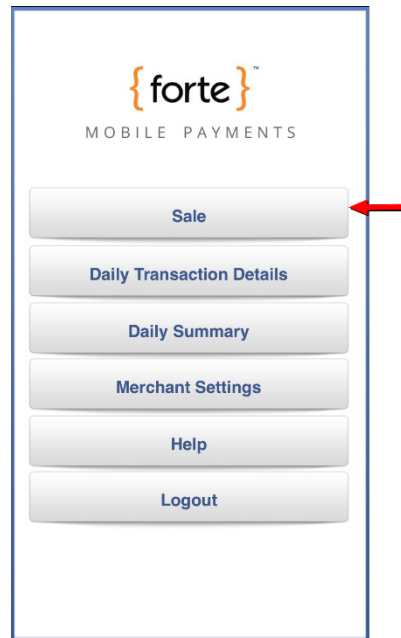 {forte}™
MOBILE PAYMENTS
Sale
Daily Transaction Details
Daily Summary
Merchant Settings
Help
Logout